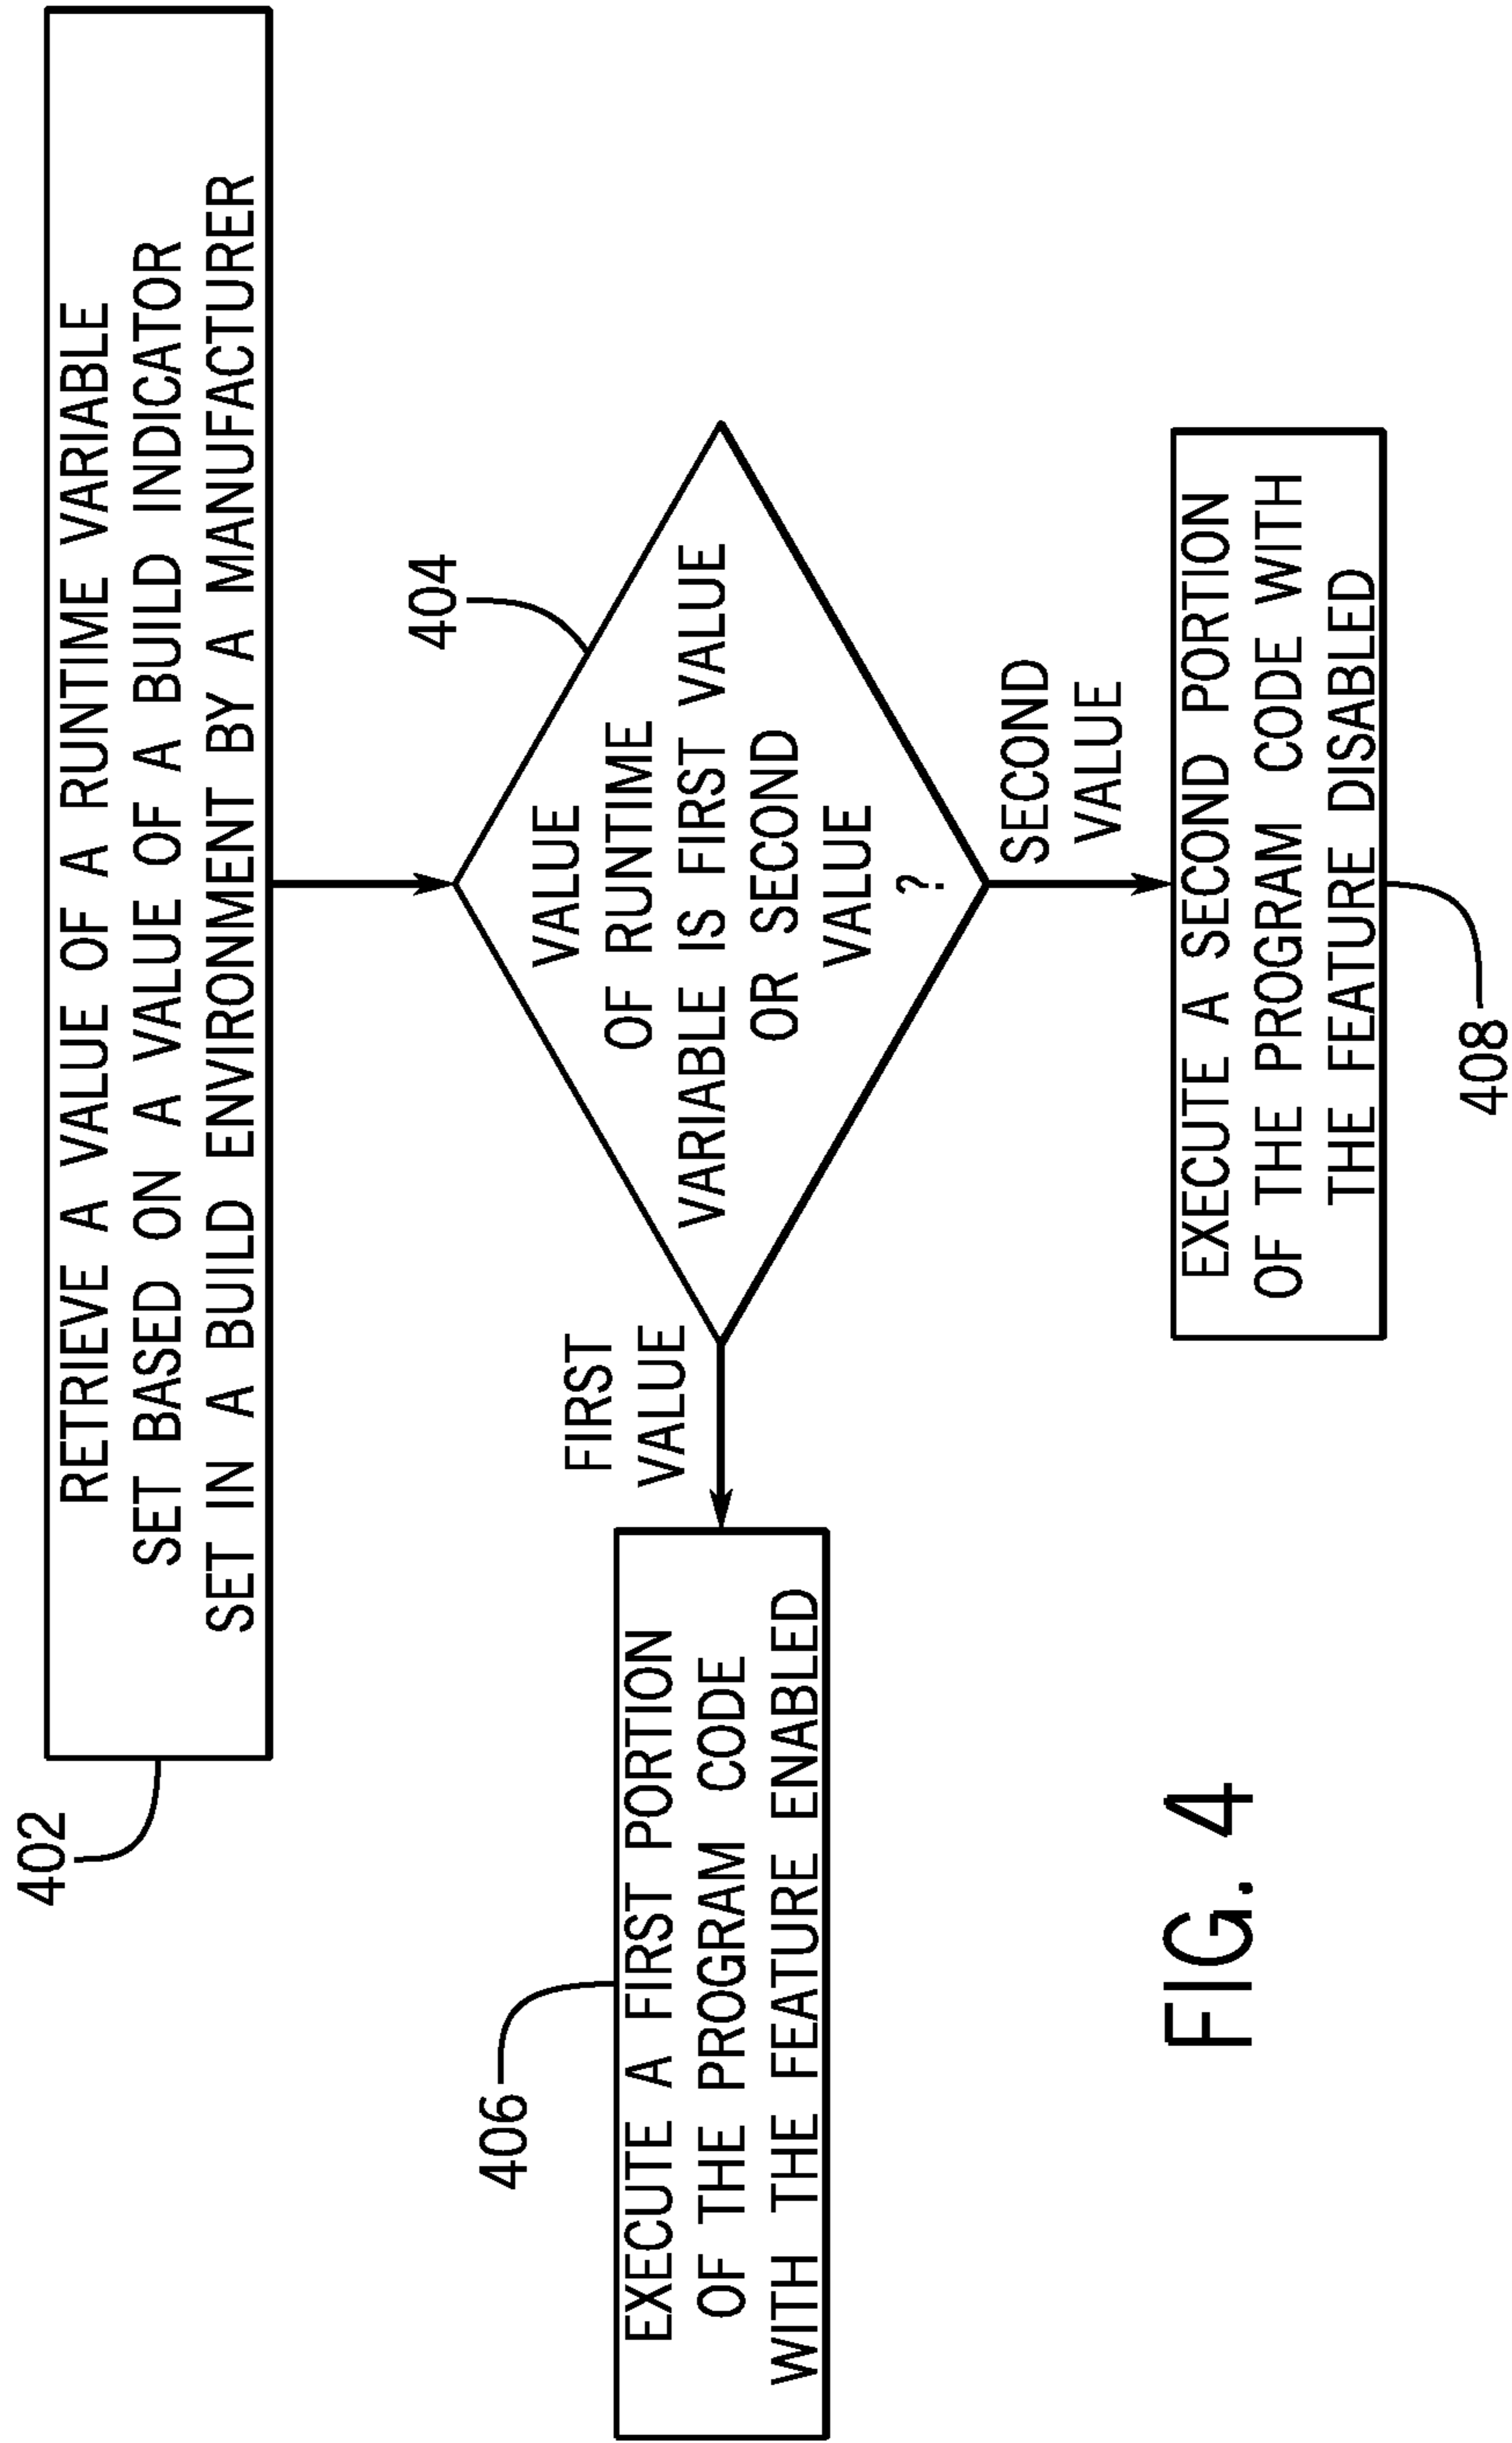 402
RETRIEVE A VALUE OF A RUNTIME VARIABLE
SET BASED ON A VALUE OF A BUILD INDICATOR
SET IN A BUILD ENVIRONMENT BY A MANUFACTURER
404
VALUE
OF RUNTIME
VARIABLE IS FIRST VALUE
OR SECOND
VALUE
?
FIRST
VALUE
406
EXECUTE A FIRST PORTION
OF THE PROGRAM CODE
WITH THE FEATURE ENABLED
SECOND
VALUE
EXECUTE A SECOND PORTION
OF THE PROGRAM CODE WITH
THE FEATURE DISABLED
408
FIG. 4